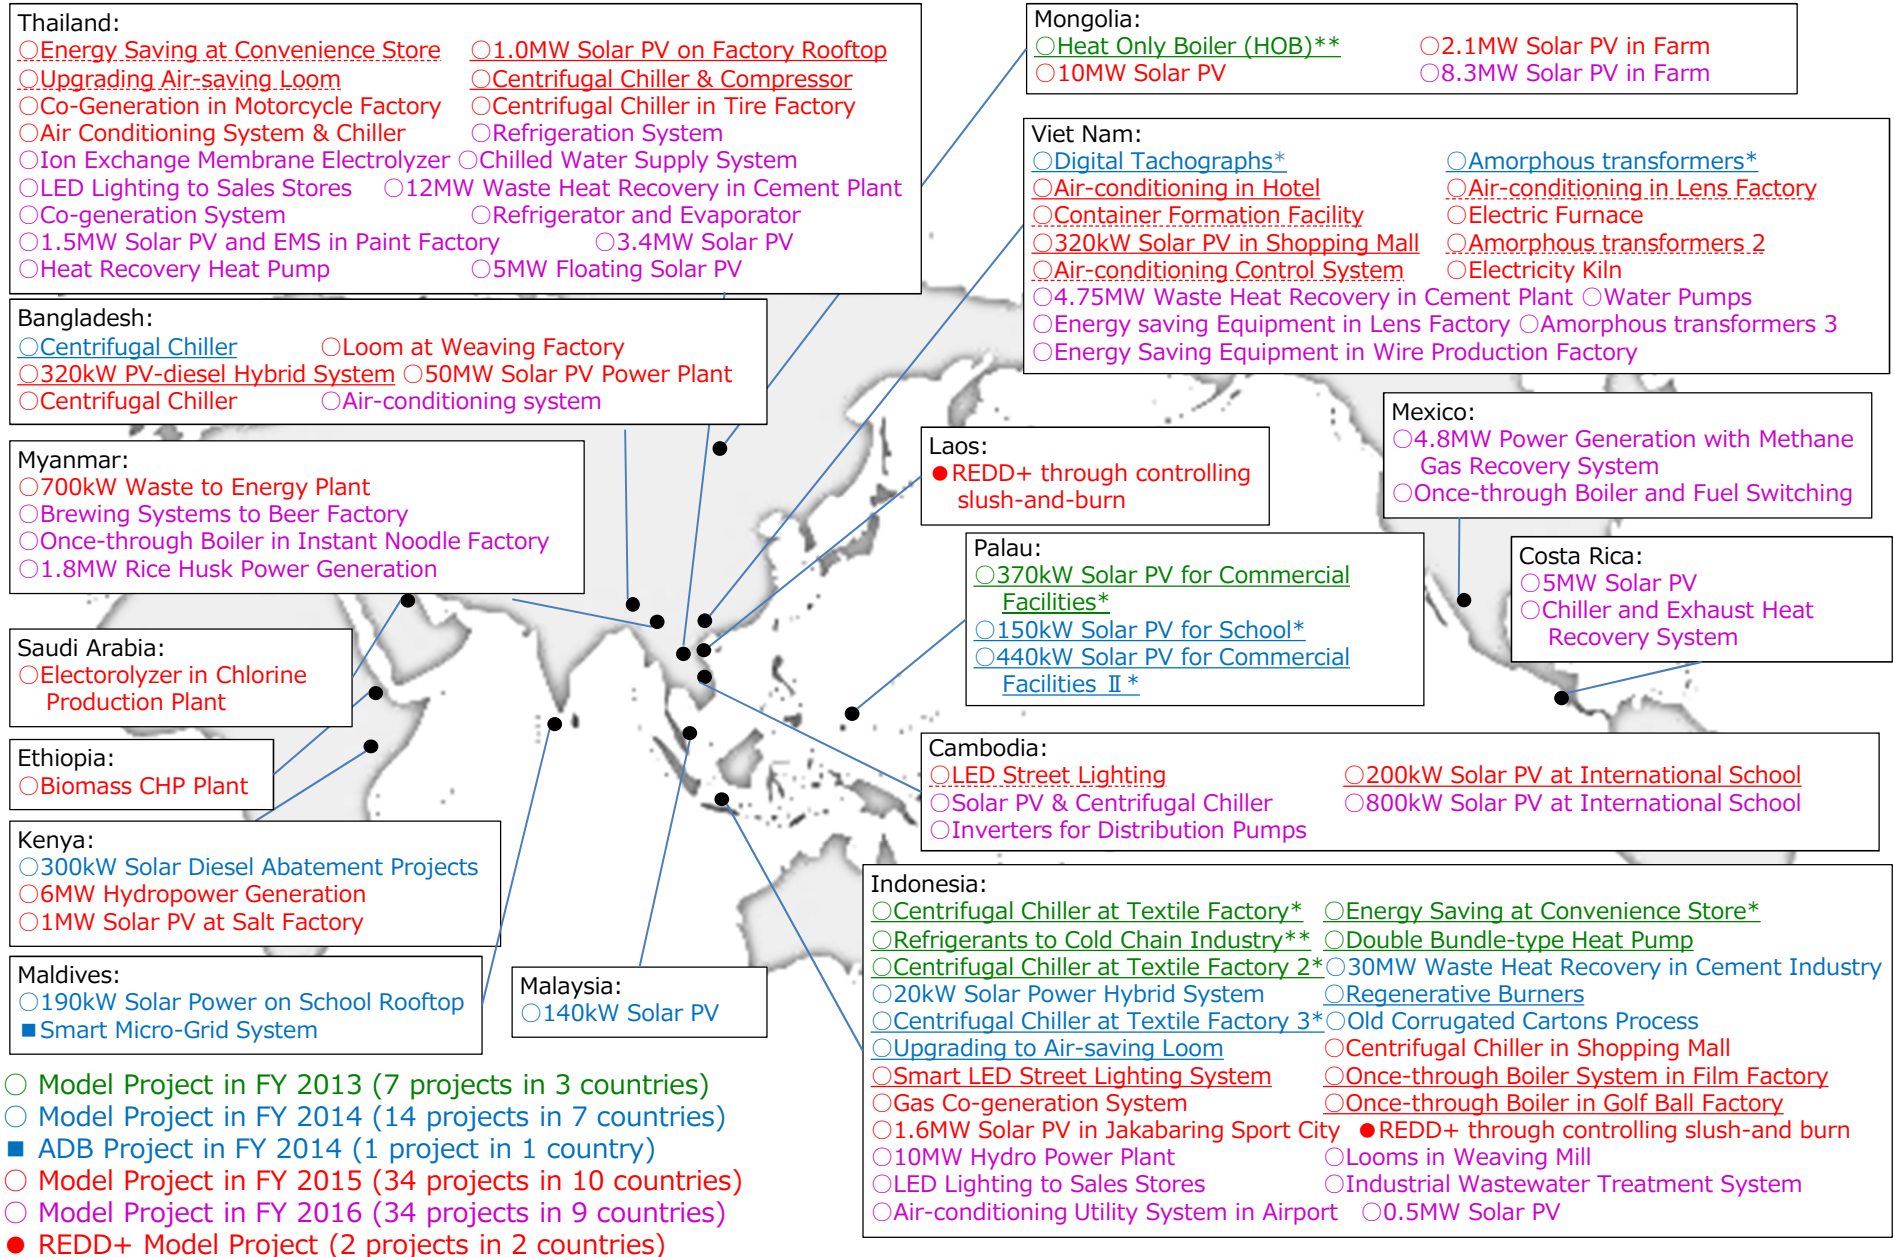 Thailand:
○Energy Saving at Convenience Store ○1.0MW Solar PV on Factory Rooftop
○Upgrading Air-saving Loom ○Centrifugal Chiller & Compressor
○Co-Generation in Motorcycle Factory ○Centrifugal Chiller in Tire Factory
○Air Conditioning System & Chiller ○Refrigeration System
○Ion Exchange Membrane Electrolyzer ○Chilled Water Supply System
○LED Lighting to Sales Stores ○12MW Waste Heat Recovery in Cement Plant
○Co-generation System ○Refrigerator and Evaporator
○1.5MW Solar PV and EMS in Paint Factory ○3.4MW Solar PV
○Heat Recovery Heat Pump ○5MW Floating Solar PV
Mongolia:
○Heat Only Boiler (HOB)** ○2.1MW Solar PV in Farm
○10MW Solar PV ○8.3MW Solar PV in Farm
Viet Nam:
○Digital Tachographs* ○Amorphous transformers*
○Air-conditioning in Hotel ○Air-conditioning in Lens Factory
○Container Formation Facility ○Electric Furnace
○320kW Solar PV in Shopping Mall ○Amorphous transformers 2
○Air-conditioning Control System ○Electricity Kiln
○4.75MW Waste Heat Recovery in Cement Plant ○Water Pumps
○Energy saving Equipment in Lens Factory ○Amorphous transformers 3
○Energy Saving Equipment in Wire Production Factory
Bangladesh:
○Centrifugal Chiller ○Loom at Weaving Factory
○320kW PV-diesel Hybrid System ○50MW Solar PV Power Plant
○Centrifugal Chiller ○Air-conditioning system
Myanmar:
○700kW Waste to Energy Plant
○Brewing Systems to Beer Factory
○Once-through Boiler in Instant Noodle Factory
○1.8MW Rice Husk Power Generation
Laos:
●REDD+ through controlling
slush-and-burn
Mexico:
○4.8MW Power Generation with Methane
Gas Recovery System
○Once-through Boiler and Fuel Switching
Palau:
○370kW Solar PV for Commercial
Facilities*
○150kW Solar PV for School*
○440kW Solar PV for Commercial
Facilities Ⅱ*
Costa Rica:
○5MW Solar PV
○Chiller and Exhaust Heat
Recovery System
Saudi Arabia:
○Electorolyzer in Chlorine
Production Plant
Ethiopia:
○Biomass CHP Plant
Cambodia:
○LED Street Lighting ○200kW Solar PV at International School
○Solar PV & Centrifugal Chiller ○800kW Solar PV at International School
○Inverters for Distribution Pumps
Kenya:
○300kW Solar Diesel Abatement Projects
○6MW Hydropower Generation
○1MW Solar PV at Salt Factory
Maldives:
○190kW Solar Power on School Rooftop
■Smart Micro-Grid System
Malaysia:
○140kW Solar PV
Indonesia:
○Centrifugal Chiller at Textile Factory* ○Energy Saving at Convenience Store*
○Refrigerants to Cold Chain Industry** ○Double Bundle-type Heat Pump
○Centrifugal Chiller at Textile Factory 2* ○30MW Waste Heat Recovery in Cement Industry
○20kW Solar Power Hybrid System ○Regenerative Burners
○Centrifugal Chiller at Textile Factory 3* ○Old Corrugated Cartons Process
○Upgrading to Air-saving Loom ○Centrifugal Chiller in Shopping Mall
○Smart LED Street Lighting System ○Once-through Boiler System in Film Factory
○Gas Co-generation System ○Once-through Boiler in Golf Ball Factory
○1.6MW Solar PV in Jakabaring Sport City ●REDD+ through controlling slush-and burn
○10MW Hydro Power Plant ○Looms in Weaving Mill
○LED Lighting to Sales Stores ○Industrial Wastewater Treatment System
○Air-conditioning Utility System in Airport ○0.5MW Solar PV
○ Model Project in FY 2013 (7 projects in 3 countries)
○ Model Project in FY 2014 (14 projects in 7 countries)
■ ADB Project in FY 2014 (1 project in 1 country)
○ Model Project in FY 2015 (34 projects in 10 countries)
○ Model Project in FY 2016 (34 projects in 9 countries)
● REDD+ Model Project (2 projects in 2 countries)